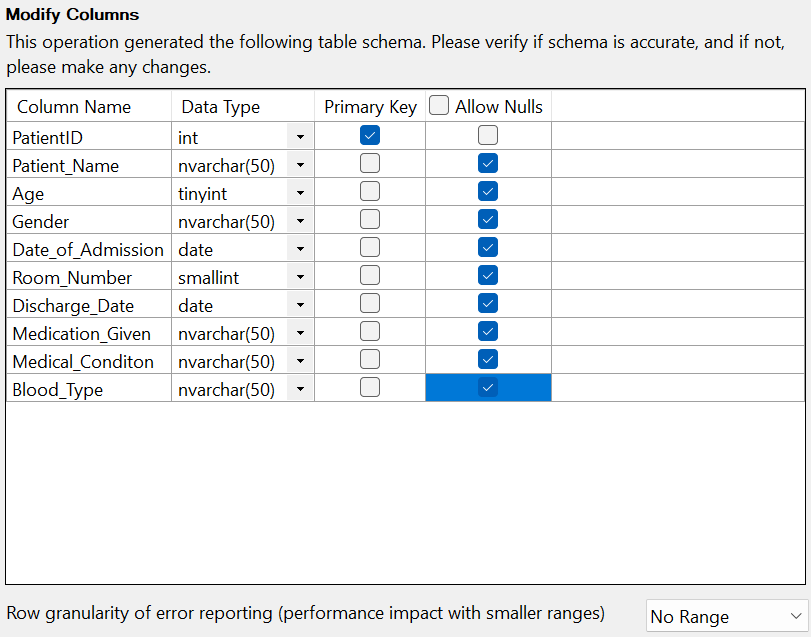 Modify Columns
This operation generated the following table schema. Please verify if schema is accurate, and if not,
please make any changes.
Column Name Data Type Primary Key Allow Nulls
PatientID int
Patient_Name nvarchar(50)
Age tinyint
Gender nvarchar(50)
Date_of_Admission date
Room_Number smallint
Discharge_Date date
Medication_Given nvarchar(50)
Medical_Conditon nvarchar(50)
Blood_Type nvarchar(50)
Row granularity of error reporting (performance impact with smaller ranges) No Range